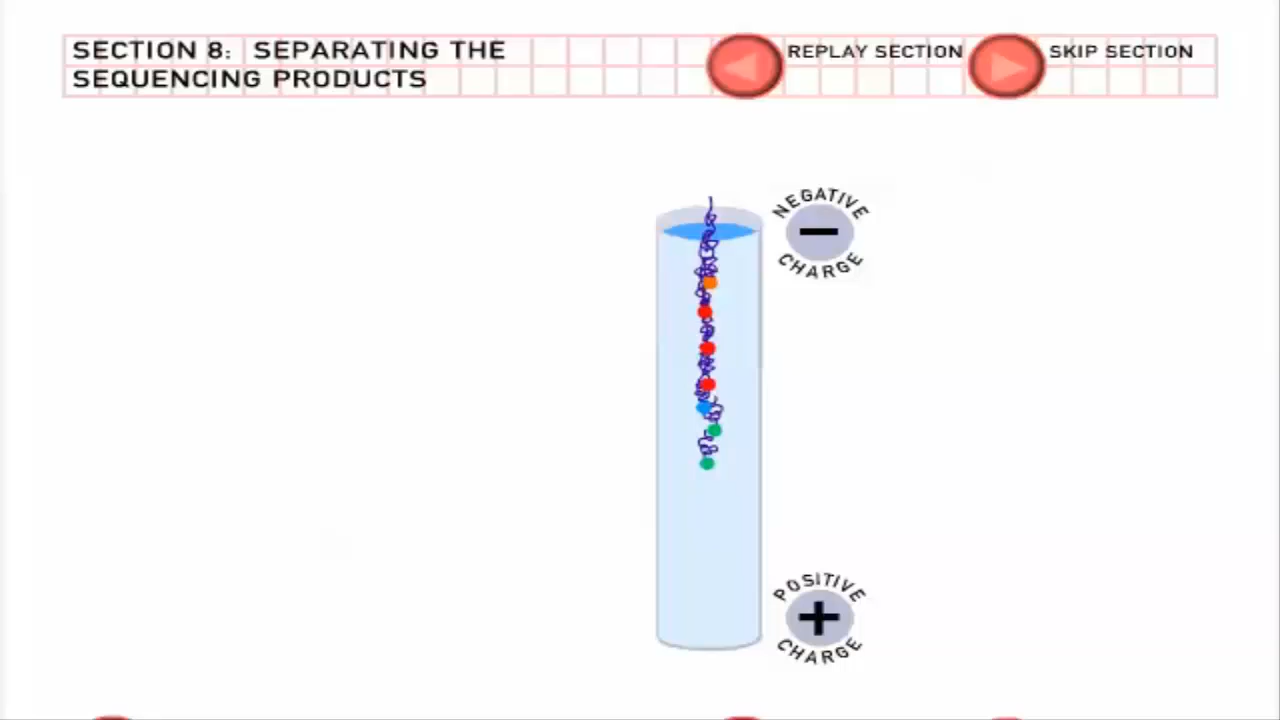 SECTION 8: SEPARATING THE
SEQUENCING PRODUCTS
REPLAY SECTION
SKIP SECTION
NEGATIVE
CHARGE
POSITIVE
CHARGE